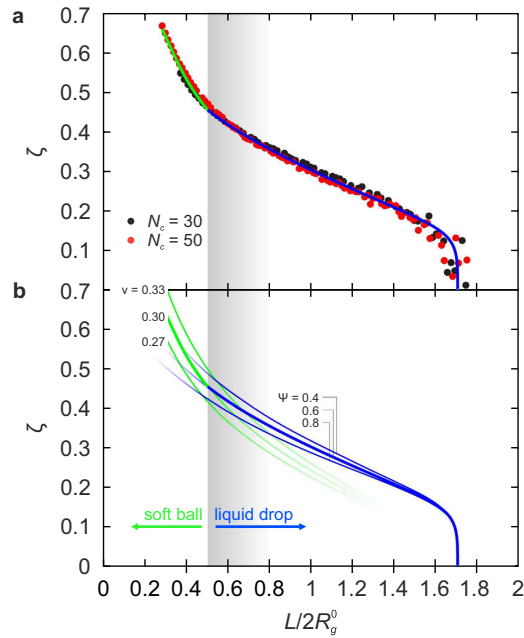 a
0.7
0.6
0.5
0.4
0.3
0.2
0.1
ζ
N_c = 30
N_c = 50
b
0.7
0.6
0.5
0.4
0.3
0.2
0.1
0
ζ
v = 0.33
0.30
0.27
Ψ = 0.4
0.6
0.8
soft ball liquid drop
0 0.2 0.4 0.6 0.8 1 1.2 1.4 1.6 1.8 2
L/2R_g^0